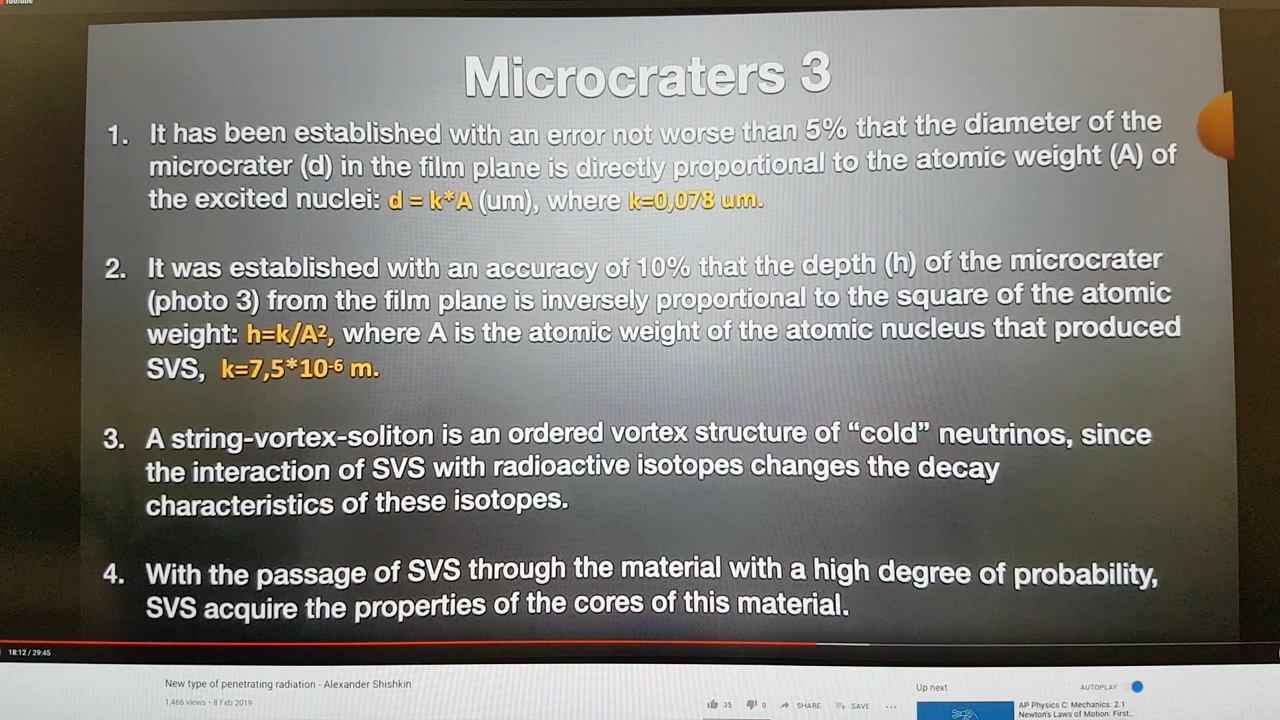 YouTube
Microcraters 3
1. It has been established with an error not worse than 5% that the diameter of the
microcrater (d) in the film plane is directly proportional to the atomic weight (A) of
the excited nuclei: d = k*A (um), where k=0,078 um.
2. It was established with an accuracy of 10% that the depth (h) of the microcrater
(photo 3) from the film plane is inversely proportional to the square of the atomic
weight: h=k/A², where A is the atomic weight of the atomic nucleus that produced
SVS, k=7,5*10-⁶ m.
3. A string-vortex-soliton is an ordered vortex structure of “cold” neutrinos, since
the interaction of SVS with radioactive isotopes changes the decay
characteristics of these isotopes.
4. With the passage of SVS through the material with a high degree of probability,
SVS acquire the properties of the cores of this material.
18:12 / 29:45
New type of penetrating radiation - Alexander Shishkin
1,466 views • 8 Feb 2019
35 0 SHARE SAVE ...
Up next
AUTOPLAY
AP Physics C: Mechanics: 2.1
Newton's Laws of Motion: First...